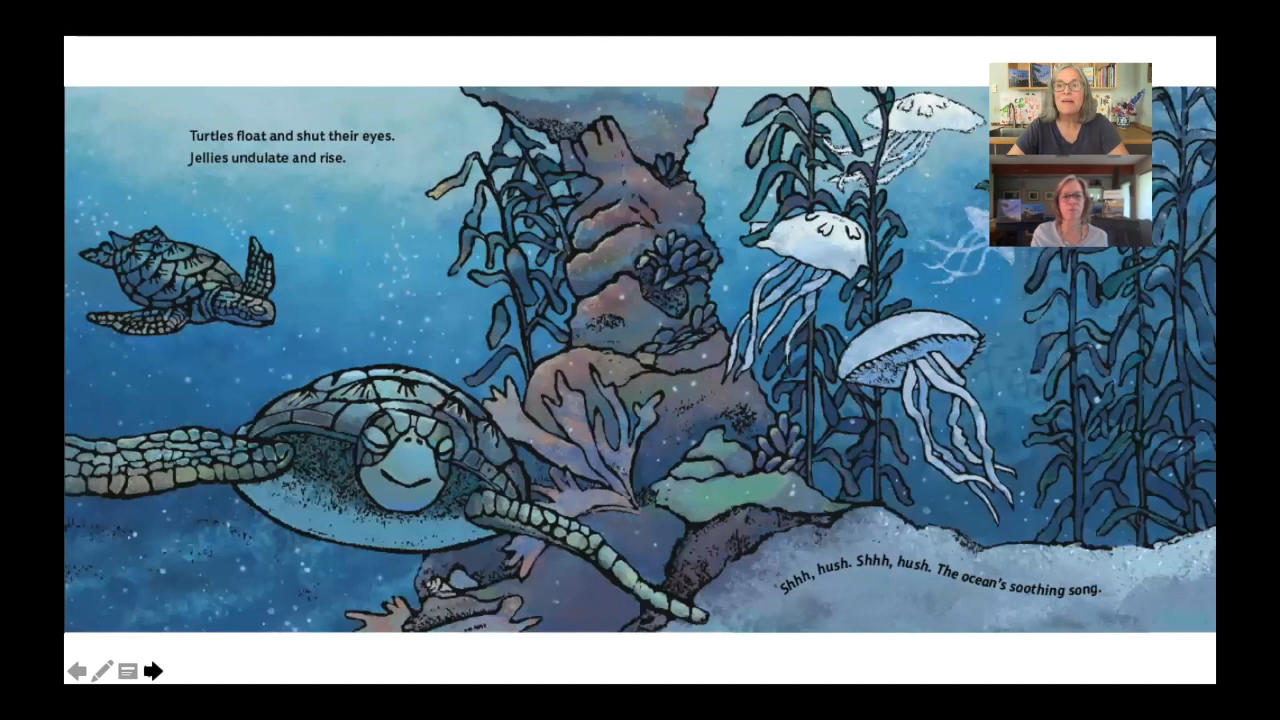 Turtles float and shut their eyes.
Jellies undulate and rise.
Shhh, hush. Shhh, hush. The ocean's soothing song.